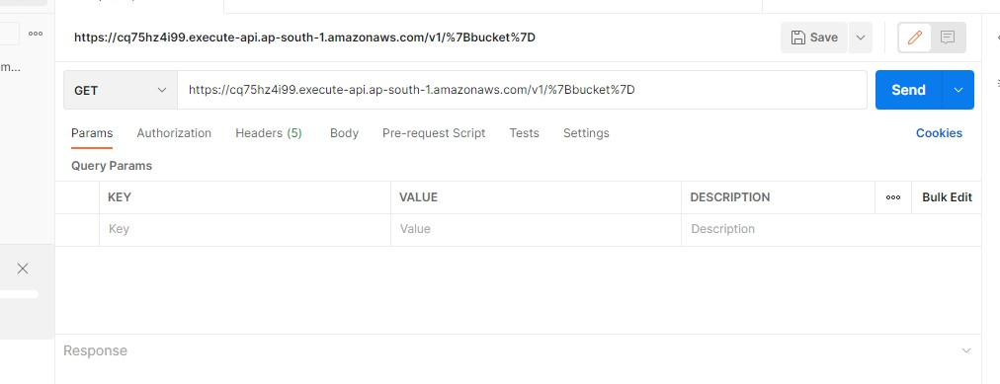 https://cq75hz4i99.execute-api.ap-south-1.amazonaws.com/v1/%7Bbucket%7D Save
m...
GET https://cq75hz4i99.execute-api.ap-south-1.amazonaws.com/v1/%7Bbucket%7D Send
Params Authorization Headers (5) Body Pre-request Script Tests Settings Cookies
Query Params
KEY VALUE DESCRIPTION Bulk Edit
Key Value Description
Response